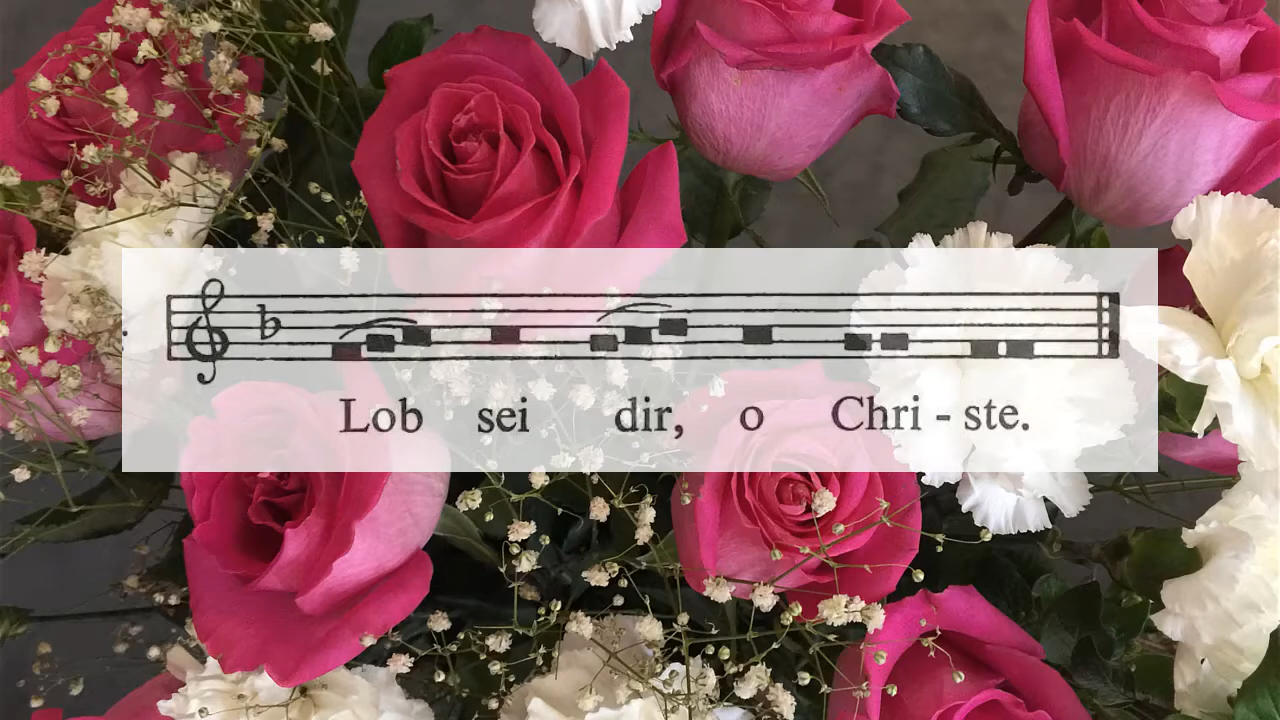 Lob sei dir, o Chri - ste.